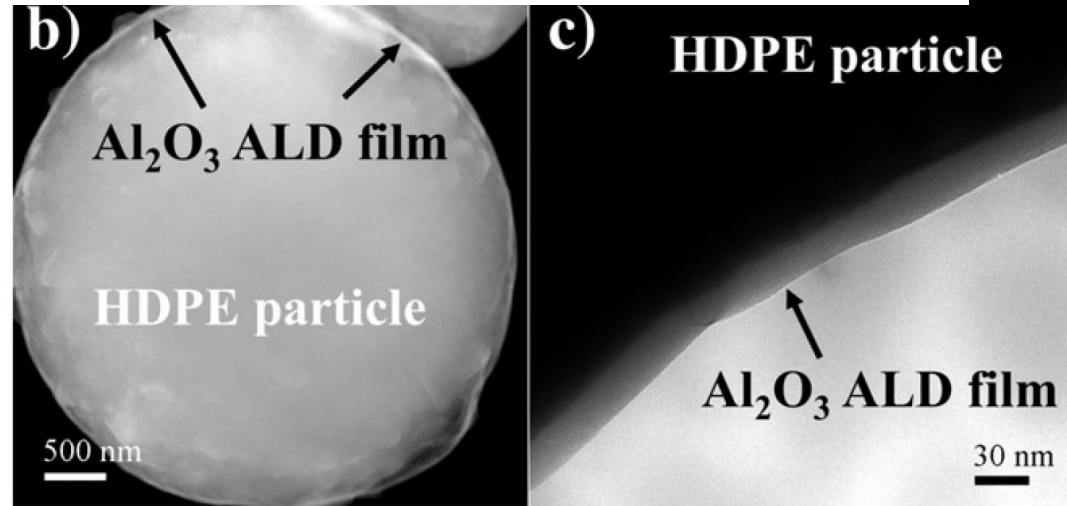 b)
Al₂O₃ ALD film
HDPE particle
500 nm
c)
HDPE particle
Al₂O₃ ALD film
30 nm